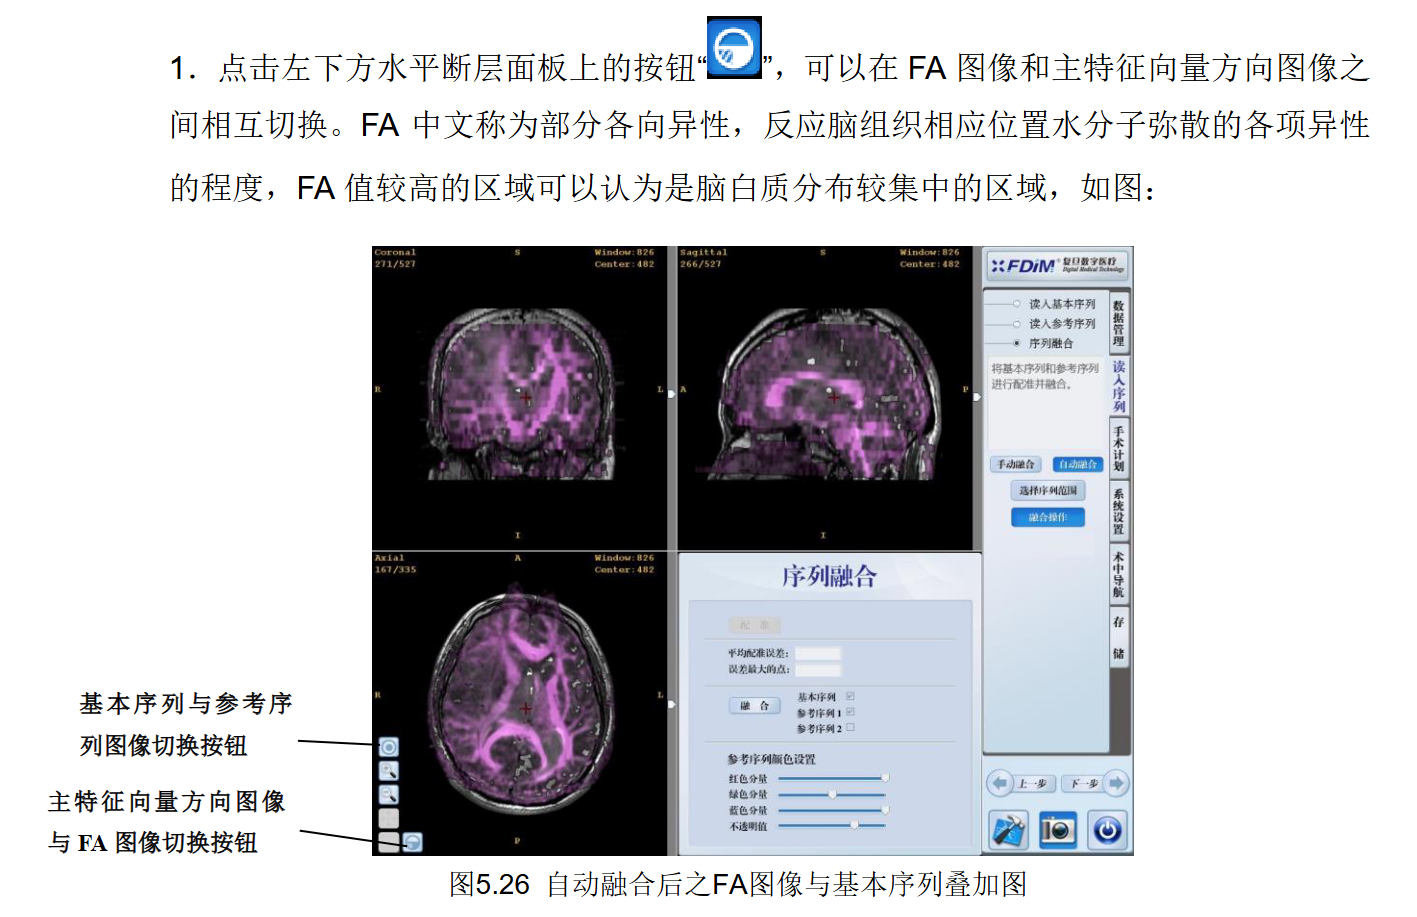 1. 点击左下方水平断层面板上的按钮“”，可以在 FA 图像和主特征向量方向图像之
间相互切换。FA 中文称为部分各向异性，反应脑组织相应位置水分子弥散的各项异性
的程度，FA 值较高的区域可以认为是脑白质分布较集中的区域，如图：
Coronal
271/527
S
Window:826
Center:482
R
L
I
Sagittal
266/527
S
Window:826
Center:482
A
P
I
FDiM 复旦数字医疗
Digital Medical Technology
读入基本序列
读入参考序列
序列融合
将基本序列和参考序列
进行配准并融合。
手动融合
自动融合
选择序列范围
融合操作
数据管理
读入序列
手术计划
系统设置
术中导航
存储
Axial
167/335
A
Window:826
Center:482
R
L
P
序列融合
配 准
平均配准误差:
误差最大的点:
融 合
基本序列
参考序列 1
参考序列 2
参考序列颜色设置
红色分量
绿色分量
蓝色分量
不透明值
上一步
下一步
基本序列与参考序
列图像切换按钮
主特征向量方向图像
与 FA 图像切换按钮
图5.26 自动融合后之FA图像与基本序列叠加图